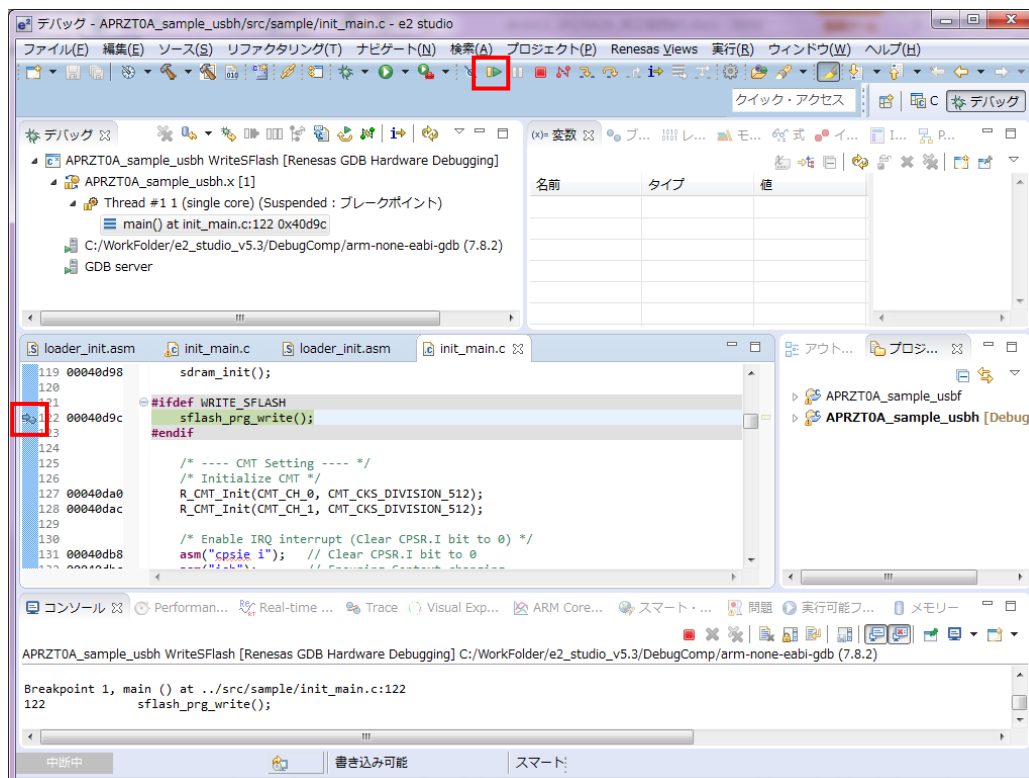 デバッグ - APRZT0A_sample_usbh/src/sample/init_main.c - e2 studio
ファイル(F) 編集(E) ソース(S) リファクタリング(T) ナビゲート(N) 検索(A) プロジェクト(P) Renesas Views 実行(R) ウィンドウ(W) ヘルプ(H)
クイック・アクセス C デバッグ
デバッグ
APRZT0A_sample_usbh WriteSFlash [Renesas GDB Hardware Debugging]
APRZT0A_sample_usbh.x [1]
Thread #1 1 (single core) (Suspended : ブレークポイント)
main() at init_main.c:122 0x40d9c
C:/WorkFolder/e2_studio_v5.3/DebugComp/arm-none-eabi-gdb (7.8.2)
GDB server
(x)= 変数 ブ... レ... モ... 式 イ... I... P...
名前 タイプ 値
loader_init.asm init_main.c loader_init.asm init_main.c
119 00040d98 sdram_init();
120
121 #ifdef WRITE_SFLASH
122 00040d9c sflash_prg_write();
123 #endif
124
125 /* ---- CMT Setting ---- */
126 /* Initialize CMT */
127 00040da0 R_CMT_Init(CMT_CH_0, CMT_CKS_DIVISION_512);
128 00040dac R_CMT_Init(CMT_CH_1, CMT_CKS_DIVISION_512);
129
130 /* Enable IRQ interrupt (Clear CPSR.I bit to 0) */
131 00040db8 asm("cpsie i"); // Clear CPSR.I bit to 0
アウト... プロジ...
APRZT0A_sample_usbf
APRZT0A_sample_usbh [Debug
コンソール Performan... Real-time ... Trace Visual Exp... ARM Core... スマート・... 問題 実行可能フ... メモリー
APRZT0A_sample_usbh WriteSFlash [Renesas GDB Hardware Debugging] C:/WorkFolder/e2_studio_v5.3/DebugComp/arm-none-eabi-gdb (7.8.2)
Breakpoint 1, main () at ../src/sample/init_main.c:122
122 sflash_prg_write();
中断中 書き込み可能 スマート